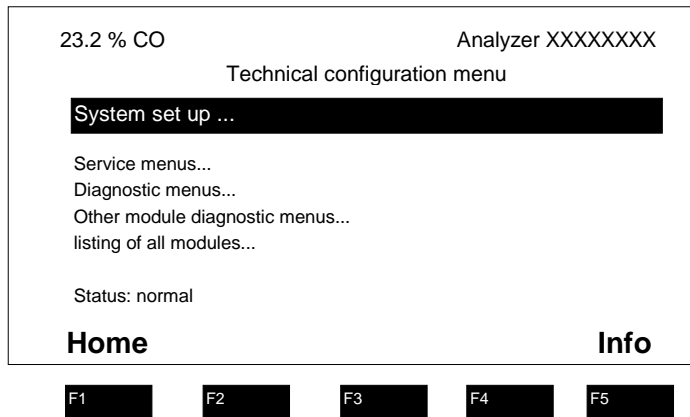 23.2 % CO Analyzer XXXXXXXX
Technical configuration menu
System set up ...
Service menus...
Diagnostic menus...
Other module diagnostic menus...
listing of all modules...
Status: normal
Home Info
F1 F2 F3 F4 F5